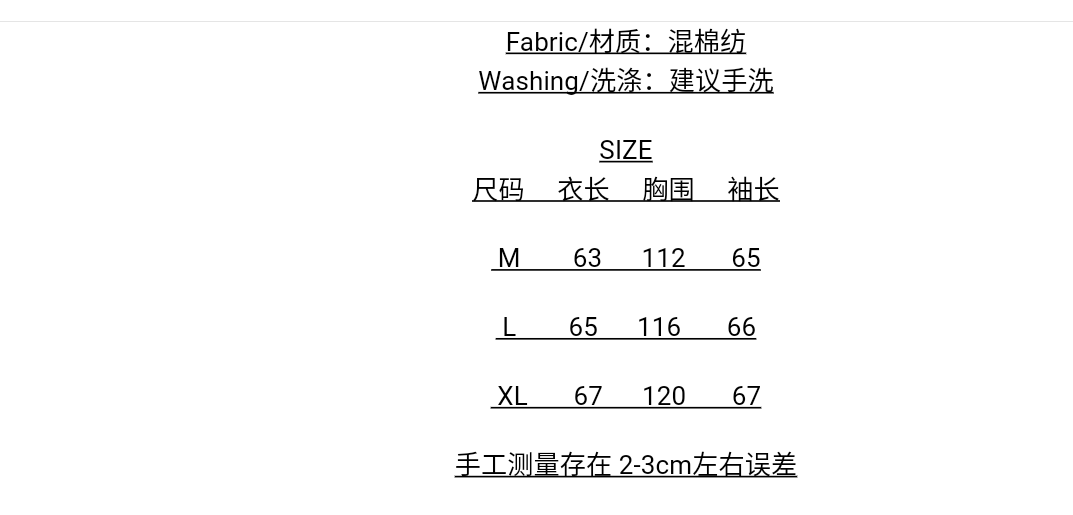 Fabric/材质：混棉纺
Washing/洗涤：建议手洗
SIZE
尺码 衣长 胸围 袖长
M 63 112 65
L 65 116 66
XL 67 120 67
手工测量存在 2-3cm左右误差